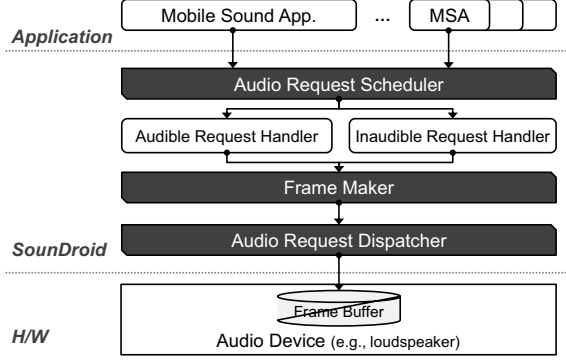 Mobile Sound App. ... MSA
Application
Audio Request Scheduler
Audible Request Handler Inaudible Request Handler
Frame Maker
Audio Request Dispatcher
SounDroid
Frame Buffer
H/W
Audio Device (e.g., loudspeaker)